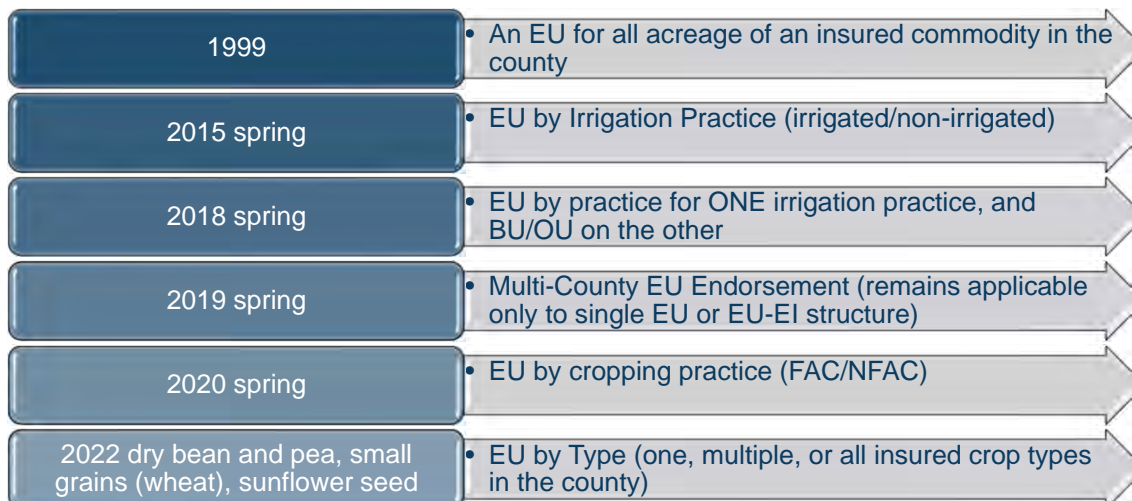 1999
• An EU for all acreage of an insured commodity in the
county
2015 spring
• EU by Irrigation Practice (irrigated/non-irrigated)
2018 spring
• EU by practice for ONE irrigation practice, and
BU/OU on the other
2019 spring
• Multi-County EU Endorsement (remains applicable
only to single EU or EU-EI structure)
2020 spring
• EU by cropping practice (FAC/NFAC)
2022 dry bean and pea, small
grains (wheat), sunflower seed
• EU by Type (one, multiple, or all insured crop types
in the county)